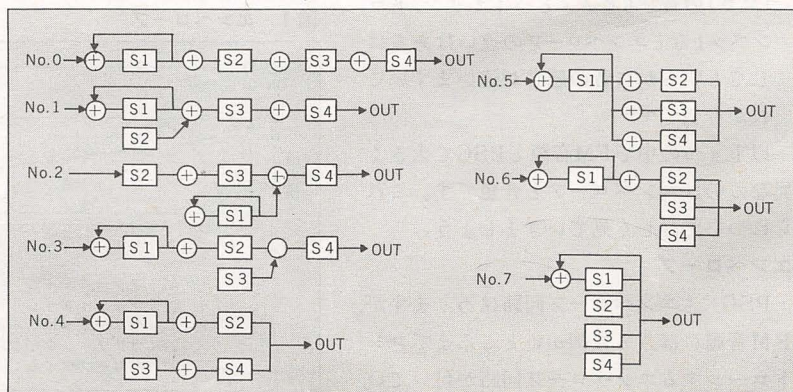 No.0 S1 S2 S3 S4 OUT
No.1 S1 S3 S4 OUT
S2
No.2 S2 S3 S4 OUT
S1
No.3 S1 S2 S4 OUT
S3
No.4 S1 S2
OUT
S3 S4
No.5 S1 S2
S3 OUT
S4
No.6 S1 S2
S3 OUT
S4
No.7 S1
S2
OUT
S3
S4